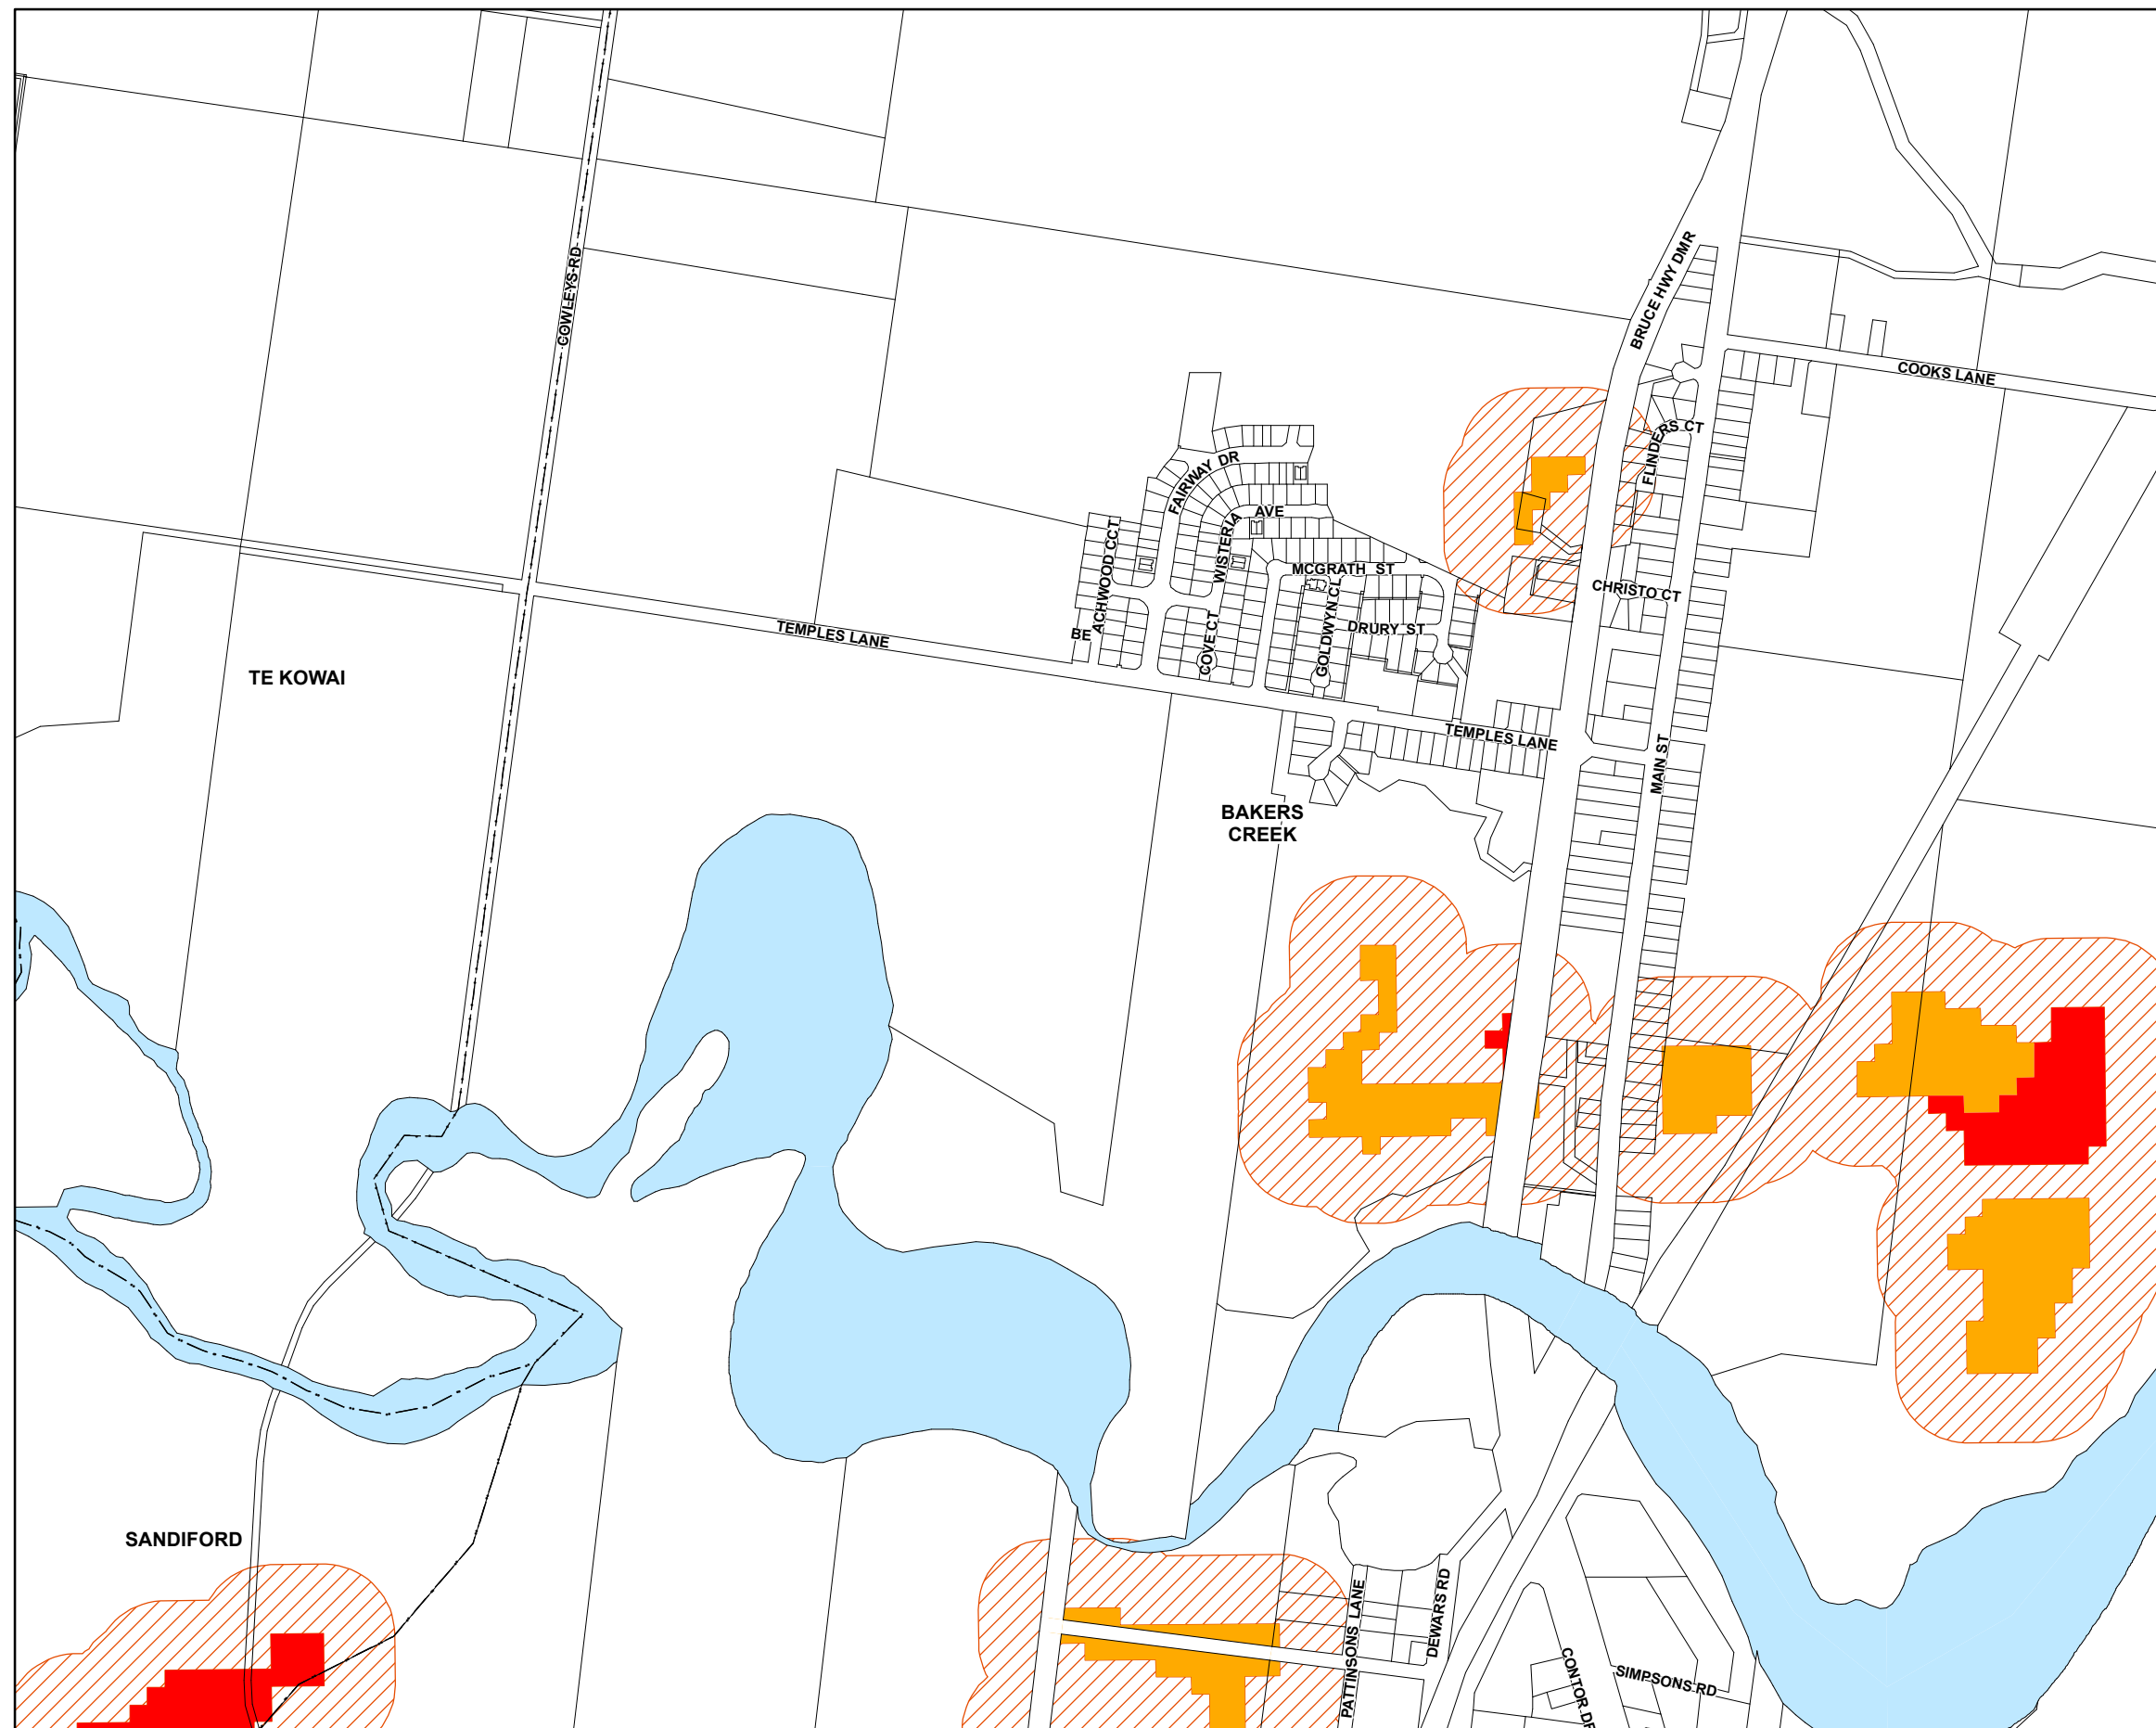 BRUCE HWY DMR
COWLEYS RD
COOKS LANE
FLINDERS CT
FAIRWAY DR
WISTERIA AVE
ACHWOOD CCT
BE
MCGRATH ST
CHRISTO CT
GOLDWYN CL
DRURY ST
COVE CT
TEMPLES LANE
TE KOWAI
TEMPLES LANE
MAIN ST
BAKERS
CREEK
SANDIFORD
PATTINSONS LANE
DEWARS RD
CONTOR DR
SIMPSONS RD